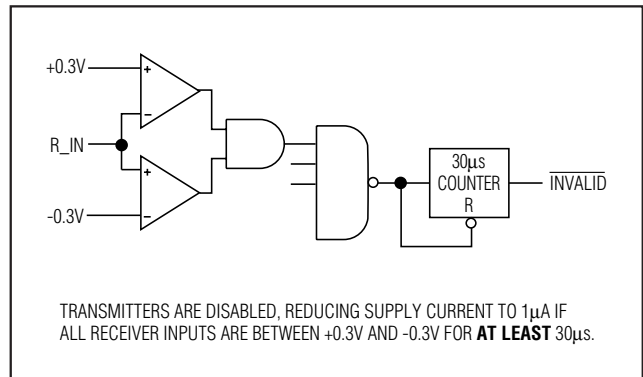 +0.3V
R_IN
-0.3V
+
-
+
-
30μs
COUNTER
R
INVALID
TRANSMITTERS ARE DISABLED, REDUCING SUPPLY CURRENT TO 1μA IF
ALL RECEIVER INPUTS ARE BETWEEN +0.3V AND -0.3V FOR AT LEAST 30μs.